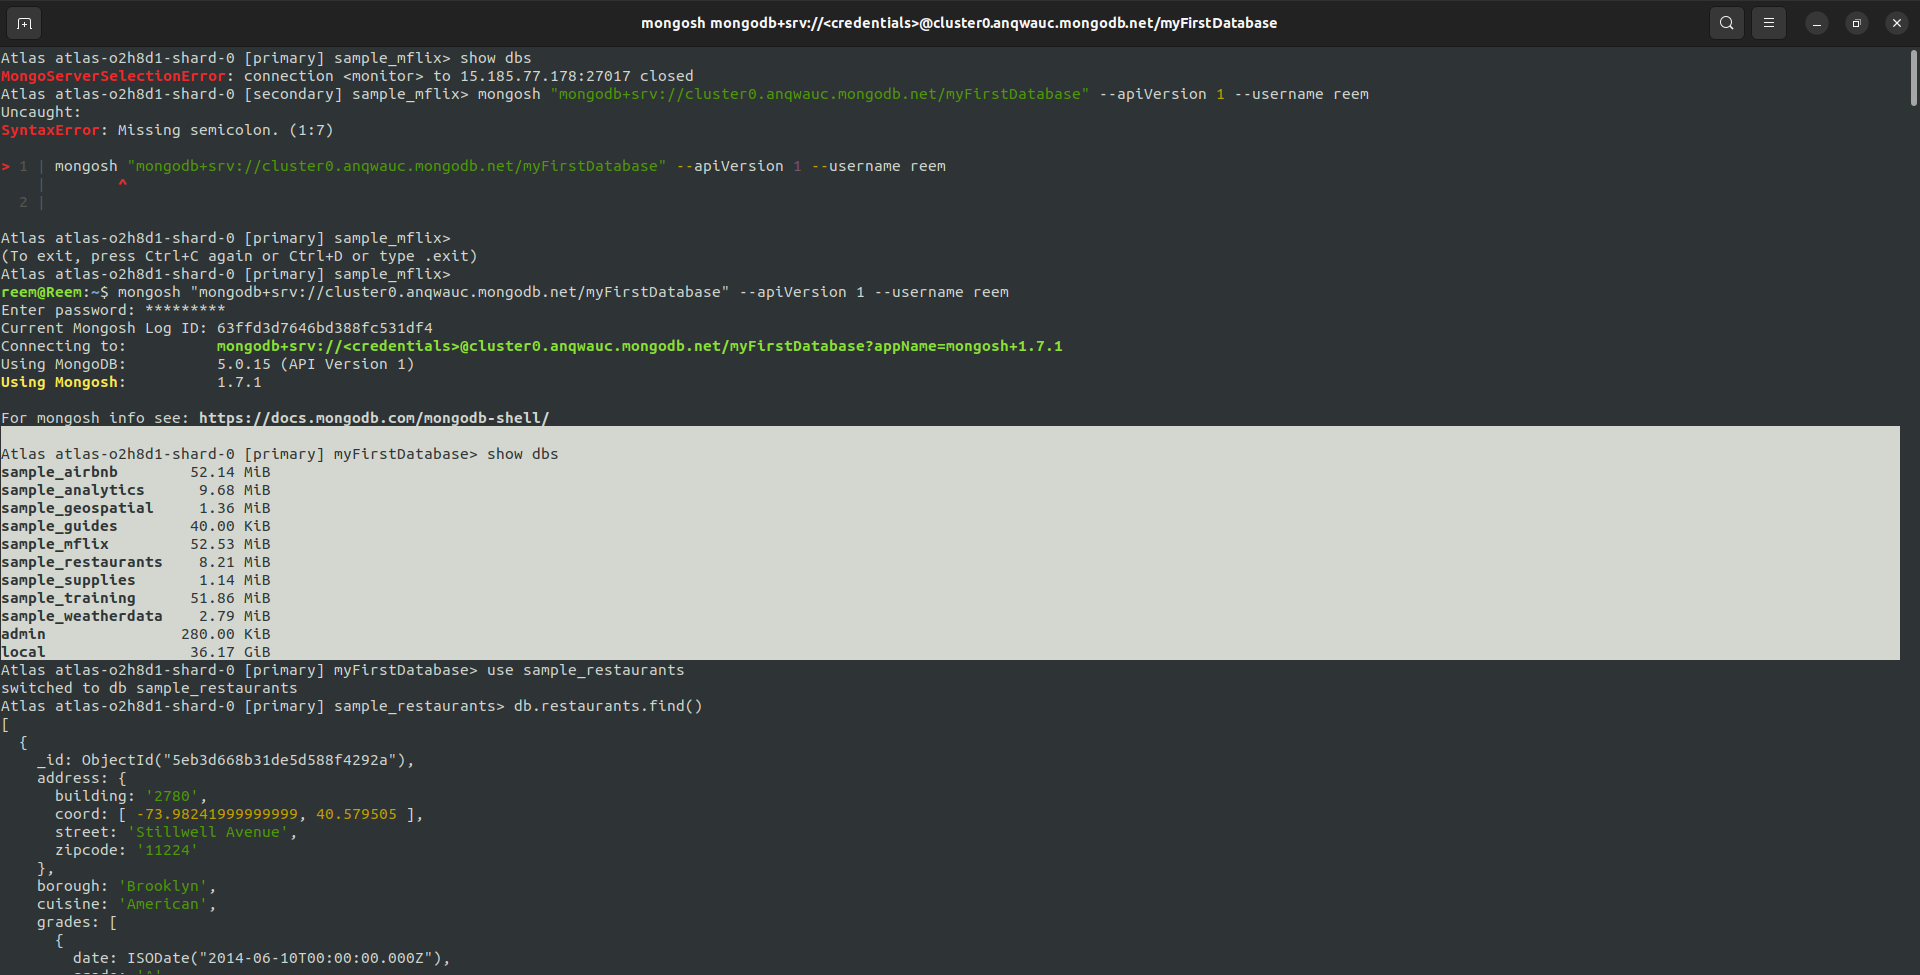 mongosh mongodb+srv://<credentials>@cluster0.anqwauc.mongodb.net/myFirstDatabase
Atlas atlas-o2h8d1-shard-0 [primary] sample_mflix> show dbs
MongoServerSelectionError: connection <monitor> to 15.185.77.178:27017 closed
Atlas atlas-o2h8d1-shard-0 [secondary] sample_mflix> mongosh "mongodb+srv://cluster0.anqwauc.mongodb.net/myFirstDatabase" --apiVersion 1 --username reem
Uncaught:
SyntaxError: Missing semicolon. (1:7)
> 1 | mongosh "mongodb+srv://cluster0.anqwauc.mongodb.net/myFirstDatabase" --apiVersion 1 --username reem
    |        ^
  2 |
Atlas atlas-o2h8d1-shard-0 [primary] sample_mflix>
(To exit, press Ctrl+C again or Ctrl+D or type .exit)
Atlas atlas-o2h8d1-shard-0 [primary] sample_mflix>
reem@Reem:~$ mongosh "mongodb+srv://cluster0.anqwauc.mongodb.net/myFirstDatabase" --apiVersion 1 --username reem
Enter password: *********
Current Mongosh Log ID: 63ffd3d7646bd388fc531df4
Connecting to:          mongodb+srv://<credentials>@cluster0.anqwauc.mongodb.net/myFirstDatabase?appName=mongosh+1.7.1
Using MongoDB:          5.0.15 (API Version 1)
Using Mongosh:          1.7.1
For mongosh info see: https://docs.mongodb.com/mongodb-shell/
Atlas atlas-o2h8d1-shard-0 [primary] myFirstDatabase> show dbs
sample_airbnb        52.14 MiB
sample_analytics      9.68 MiB
sample_geospatial     1.36 MiB
sample_guides        40.00 KiB
sample_mflix         52.53 MiB
sample_restaurants    8.21 MiB
sample_supplies       1.14 MiB
sample_training      51.86 MiB
sample_weatherdata    2.79 MiB
admin               280.00 KiB
local                36.17 GiB
Atlas atlas-o2h8d1-shard-0 [primary] myFirstDatabase> use sample_restaurants
switched to db sample_restaurants
Atlas atlas-o2h8d1-shard-0 [primary] sample_restaurants> db.restaurants.find()
[
  {
    _id: ObjectId("5eb3d668b31de5d588f4292a"),
    address: {
      building: '2780',
      coord: [ -73.98241999999999, 40.579505 ],
      street: 'Stillwell Avenue',
      zipcode: '11224'
    },
    borough: 'Brooklyn',
    cuisine: 'American',
    grades: [
      {
        date: ISODate("2014-06-10T00:00:00.000Z"),